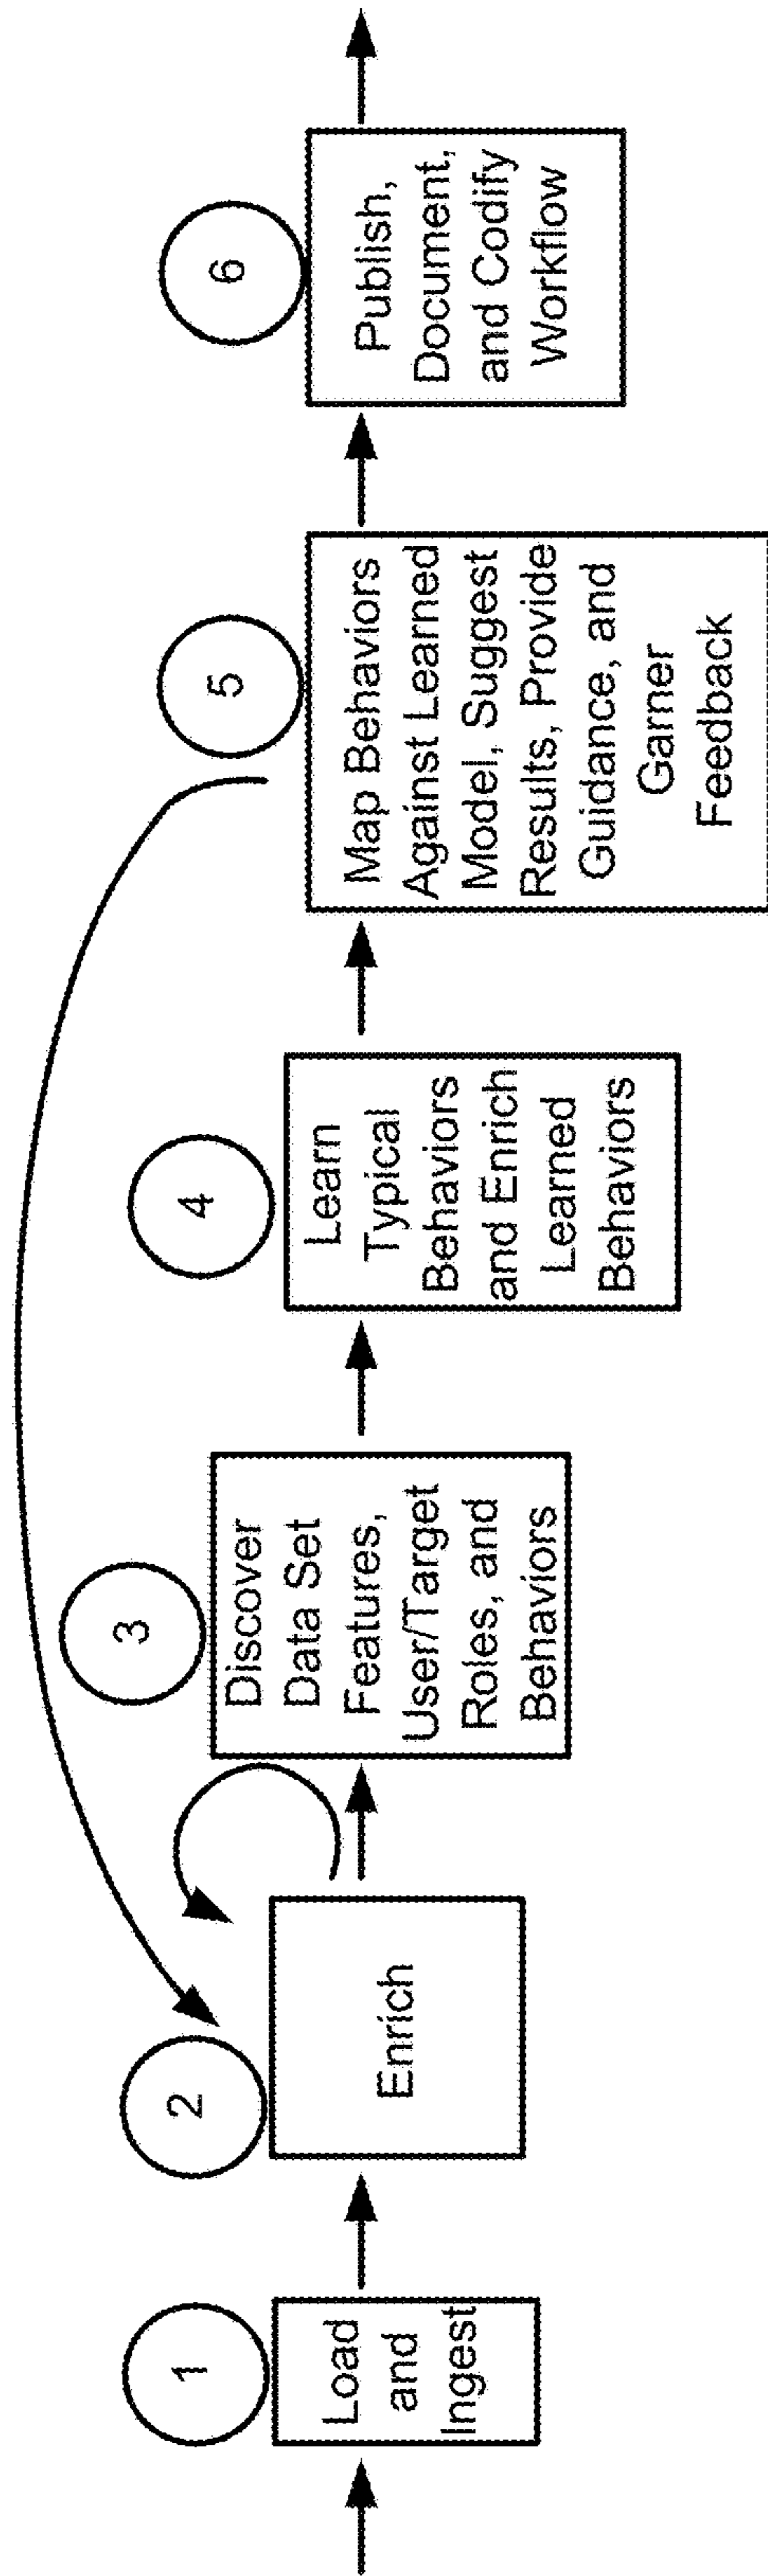 1
Load
and
Ingest
2
Enrich
3
Discover
Data Set
Features,
User/Target
Roles, and
Behaviors
4
Learn
Typical
Behaviors
and Enrich
Learned
Behaviors
5
Map Behaviors
Against Learned
Model, Suggest
Results, Provide
Guidance, and
Garner
Feedback
6
Publish,
Document,
and Codify
Workflow